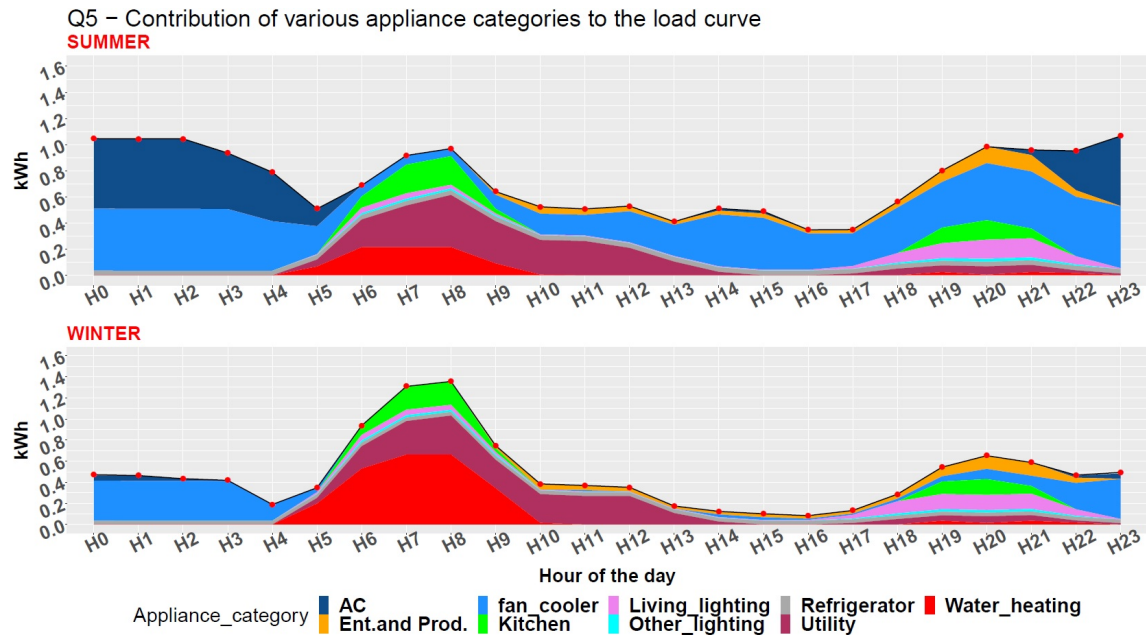 Q5 − Contribution of various appliance categories to the load curve
SUMMER
kWh
1.6
1.4
1.2
1.0
0.8
0.6
0.4
0.2
0.0
H0 H1 H2 H3 H4 H5 H6 H7 H8 H9 H10 H11 H12 H13 H14 H15 H16 H17 H18 H19 H20 H21 H22 H23
WINTER
kWh
1.6
1.4
1.2
1.0
0.8
0.6
0.4
0.2
0.0
H0 H1 H2 H3 H4 H5 H6 H7 H8 H9 H10 H11 H12 H13 H14 H15 H16 H17 H18 H19 H20 H21 H22 H23
Hour of the day
Appliance_category
AC fan_cooler Living_lighting Refrigerator Water_heating
Ent.and Prod. Kitchen Other_lighting Utility